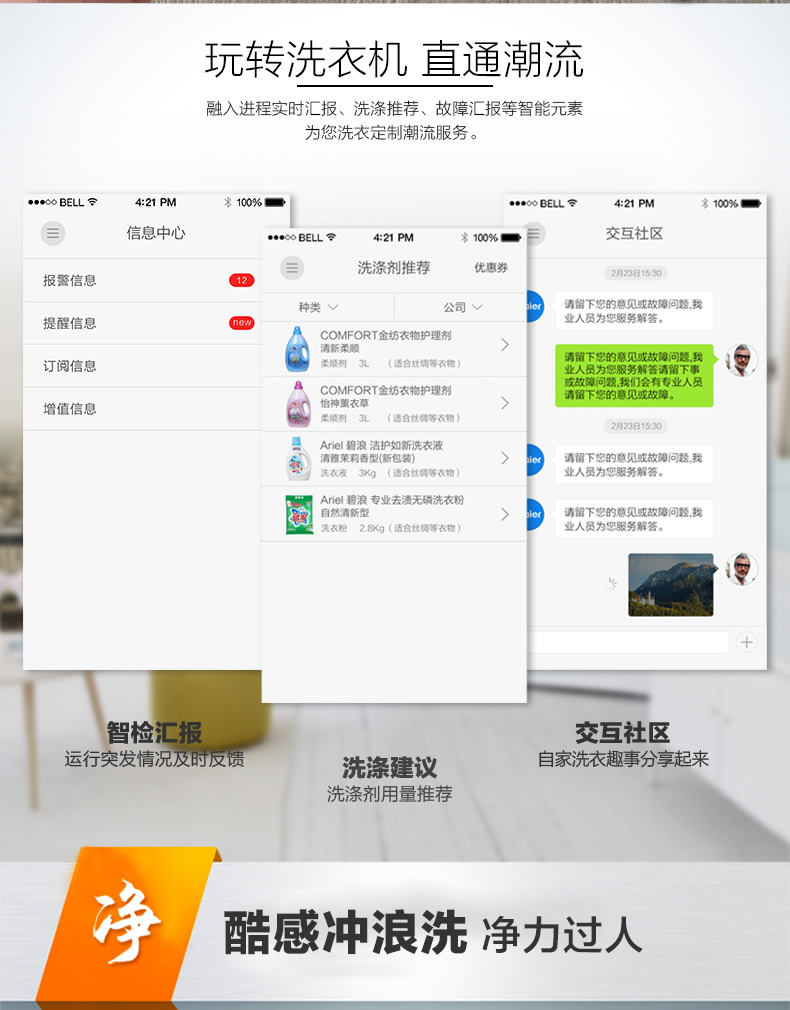 玩转洗衣机 直通潮流
融入进程实时汇报、洗涤推荐、故障汇报等智能元素
为您洗衣定制潮流服务。
BELL 4:21 PM 100%
信息中心
报警信息 12
提醒信息 new
订阅信息
增值信息
BELL 4:21 PM 100%
洗涤剂推荐 优惠券
种类 公司
COMFORT金纺衣物护理剂
清新柔顺
柔顺剂 3L （适合丝绸等衣物）
COMFORT金纺衣物护理剂
怡神薰衣草
柔顺剂 3L （适合丝绸等衣物）
Ariel 碧浪 洁护如新洗衣液
清雅茉莉香型(新包装)
洗衣液 3Kg （适合丝绸等衣物）
Ariel 碧浪 专业去渍无磷洗衣粉
自然清新型
洗衣粉 2.8Kg（适合丝绸等衣物）
BELL 4:21 PM 100%
交互社区
2月23日15:30
请留下您的意见或故障问题,我
业人员为您服务解答。
请留下您的意见或故障问题,我
业人员为您服务解答请留下事
或故障问题,我们会有专业人员
请留下您的意见或故障。
2月23日15:30
请留下您的意见或故障问题,我
业人员为您服务解答。
请留下您的意见或故障问题,我
业人员为您服务解答。
智检汇报
运行突发情况及时反馈
洗涤建议
洗涤剂用量推荐
交互社区
自家洗衣趣事分享起来
净
酷感冲浪洗 净力过人